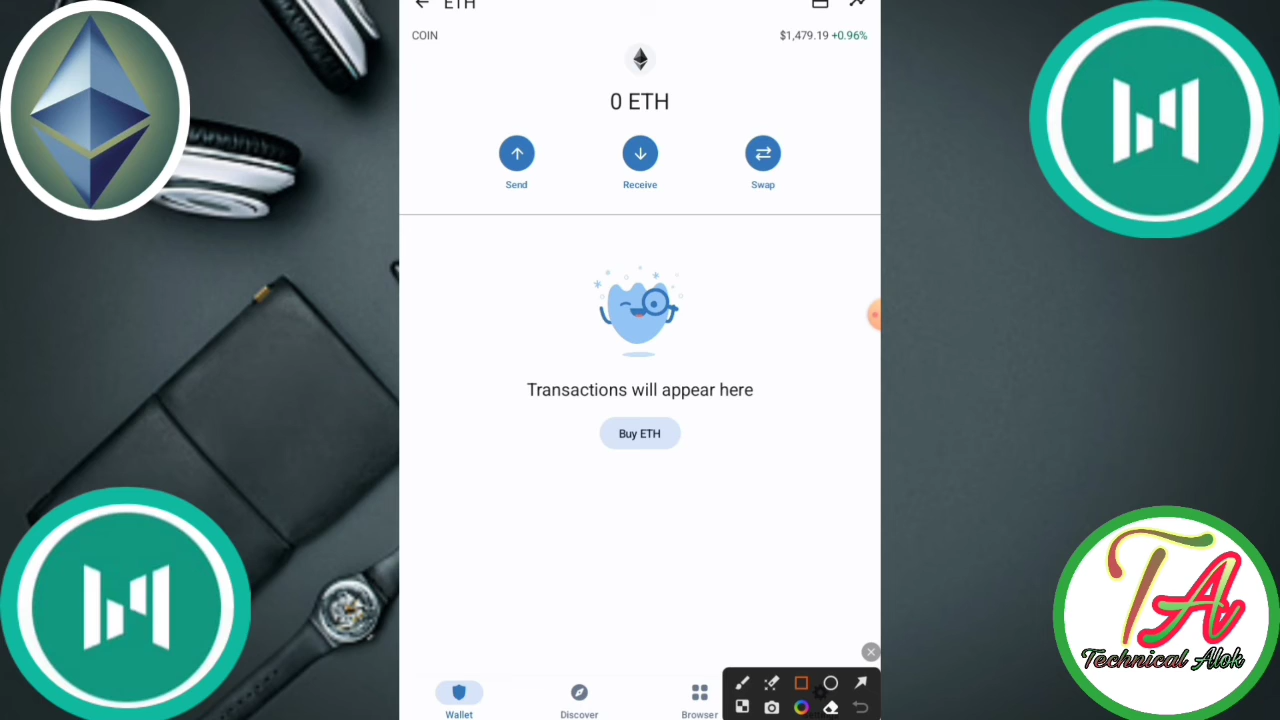 ETH
COIN
$1,479.19 +0.96%
0 ETH
Send
Receive
Swap
Transactions will appear here
Buy ETH
Wallet
Discover
Browser
TA
Technical Alok